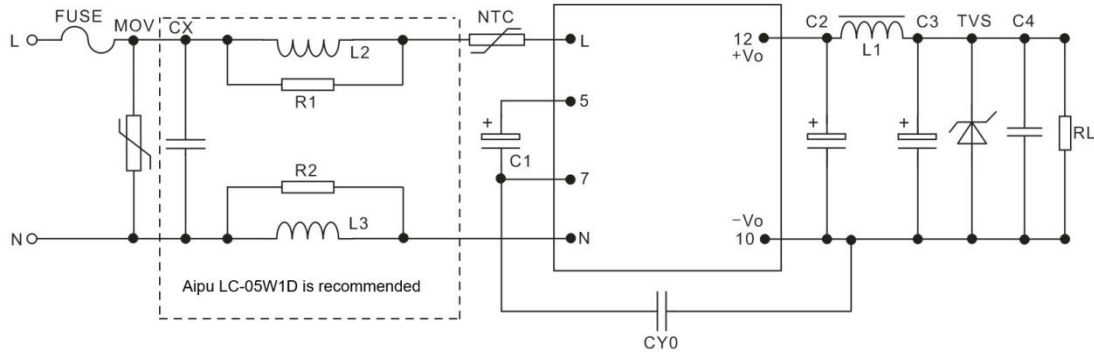 FUSE
MOV
CX
L2
R1
NTC
L
L
5
+
C1
7
R2
L3
N
N
12
+Vo
−Vo
10
C2
L1
C3
TVS
C4
+
+
RL
Aipu LC-05W1D is recommended
CY0